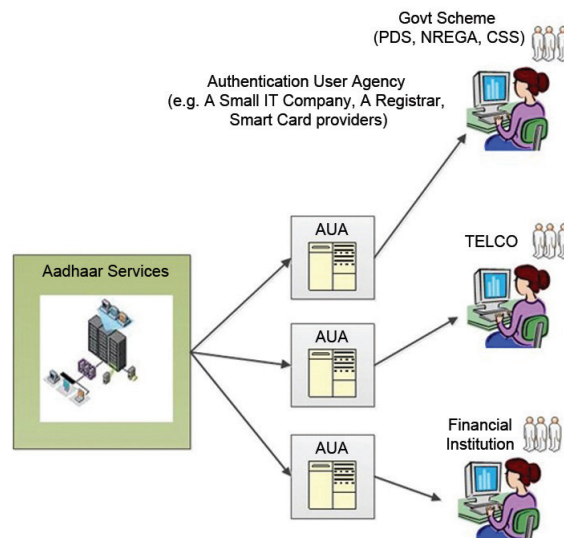 Govt Scheme
(PDS, NREGA, CSS)
Authentication User Agency
(e.g. A Small IT Company, A Registrar,
Smart Card providers)
AUA
TELCO
Aadhaar Services
AUA
Financial
Institution
AUA